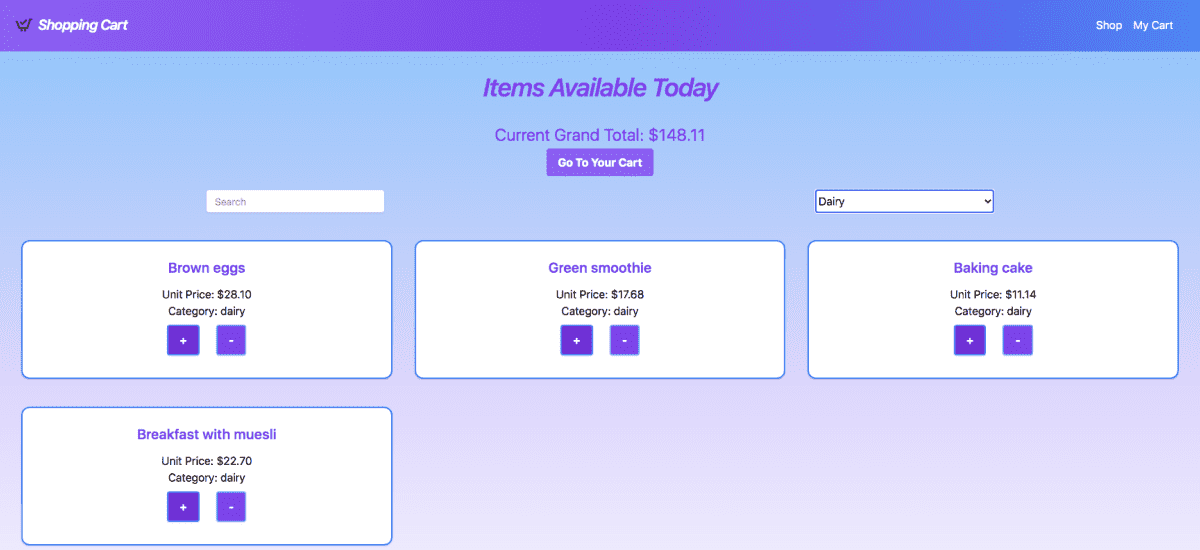 Shopping Cart
Shop
My Cart
Items Available Today
Current Grand Total: $148.11
Go To Your Cart
Search
Dairy
Brown eggs
Unit Price: $28.10
Category: dairy
+ -
Green smoothie
Unit Price: $17.68
Category: dairy
+ -
Baking cake
Unit Price: $11.14
Category: dairy
+ -
Breakfast with muesli
Unit Price: $22.70
Category: dairy
+ -